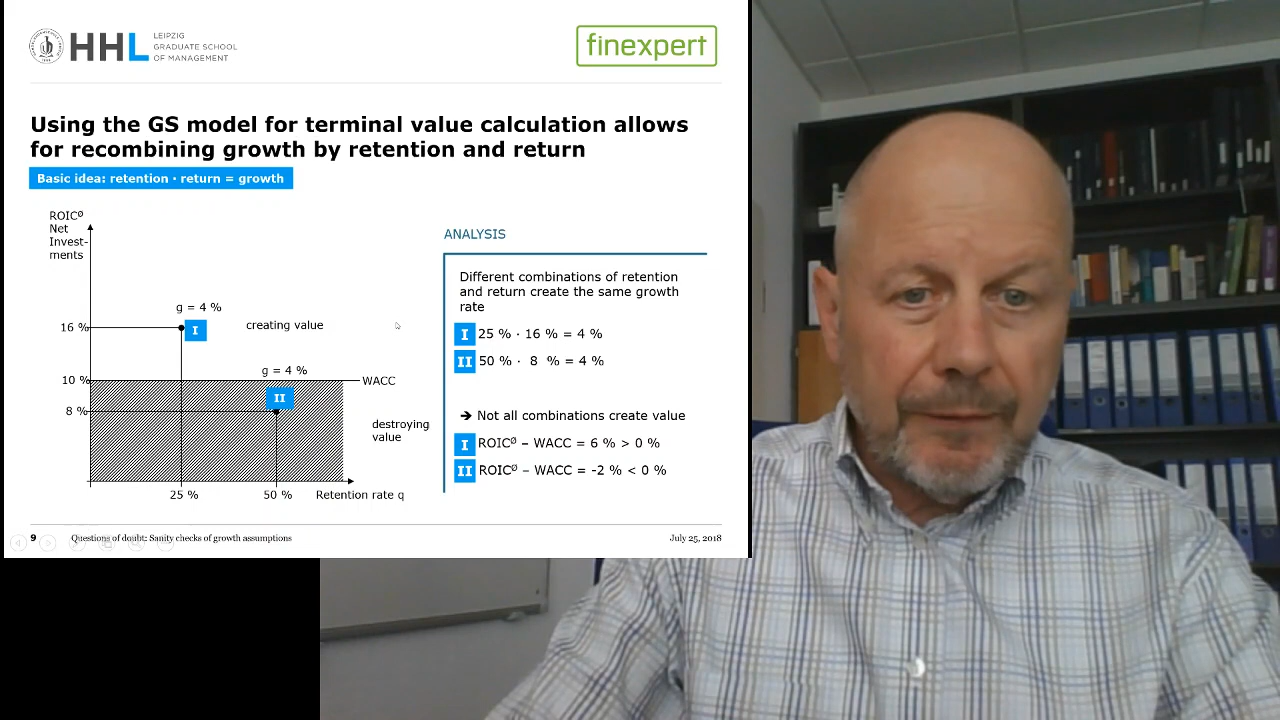 HHL
LEIPZIG
GRADUATE SCHOOL
OF MANAGEMENT
finexpert
Using the GS model for terminal value calculation allows
for recombining growth by retention and return
Basic idea: retention · return = growth
ROICØ
Net
Invest-
ments
g = 4 %
16 %
I
creating value
g = 4 %
10 %
WACC
II
8 %
destroying
value
25 %
50 %
Retention rate q
ANALYSIS
Different combinations of retention
and return create the same growth
rate
I 25 % · 16 % = 4 %
II 50 % · 8 % = 4 %
➔ Not all combinations create value
I ROICØ – WACC = 6 % > 0 %
II ROICØ – WACC = -2 % < 0 %
9
Questions of doubt: Sanity checks of growth assumptions
July 25, 2018